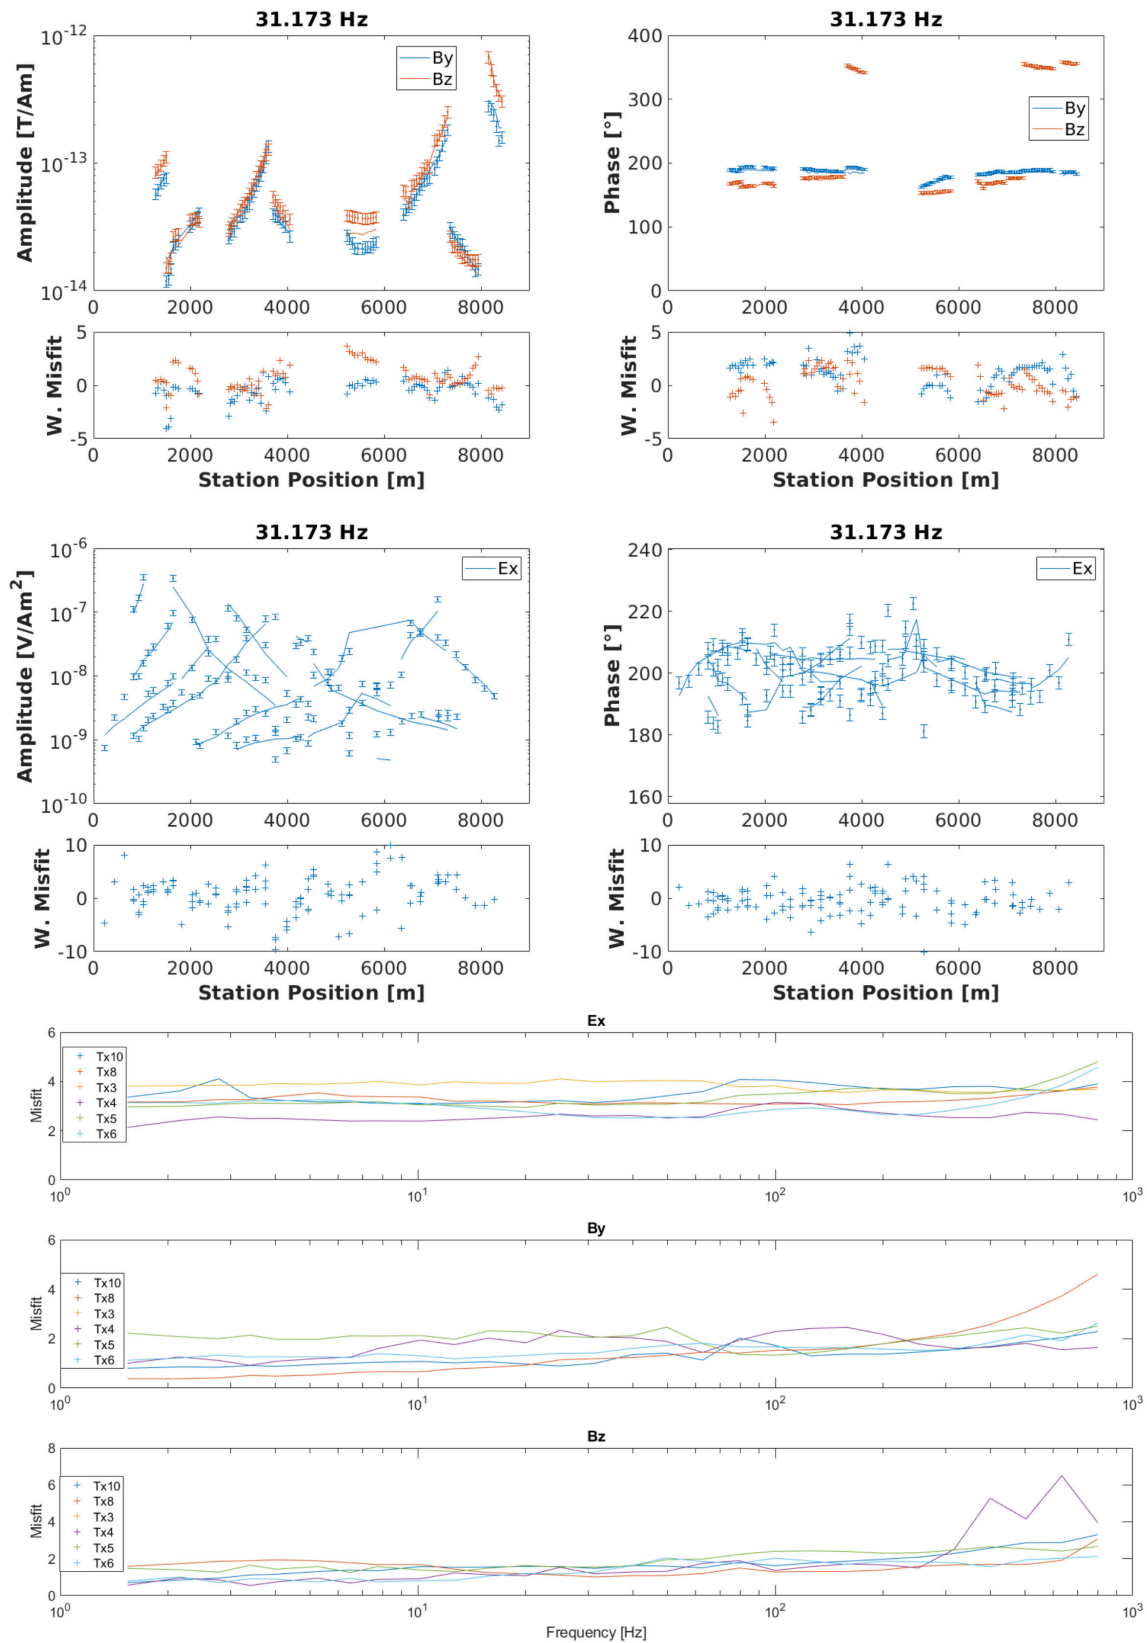 31.173 Hz
Amplitude [T/Am]
10^-12
10^-13
10^-14
By
Bz
0 2000 4000 6000 8000
W. Misfit
5
0
-5
0 2000 4000 6000 8000
Station Position [m]
31.173 Hz
Phase [°]
400
300
200
100
0
By
Bz
0 2000 4000 6000 8000
W. Misfit
5
0
-5
0 2000 4000 6000 8000
Station Position [m]
31.173 Hz
Amplitude [V/Am²]
10^-6
10^-7
10^-8
10^-9
10^-10
Ex
0 2000 4000 6000 8000
W. Misfit
10
0
-10
0 2000 4000 6000 8000
Station Position [m]
31.173 Hz
Phase [°]
240
220
200
180
160
Ex
0 2000 4000 6000 8000
W. Misfit
10
0
-10
0 2000 4000 6000 8000
Station Position [m]
Ex
Misfit
6
4
2
0
Tx10
Tx8
Tx3
Tx4
Tx5
Tx6
10^0 10^1 10^2 10^3
By
Misfit
6
4
2
0
Tx10
Tx8
Tx3
Tx4
Tx5
Tx6
10^0 10^1 10^2 10^3
Bz
Misfit
8
6
4
2
0
Tx10
Tx8
Tx3
Tx4
Tx5
Tx6
10^0 10^1 10^2 10^3
Frequency [Hz]